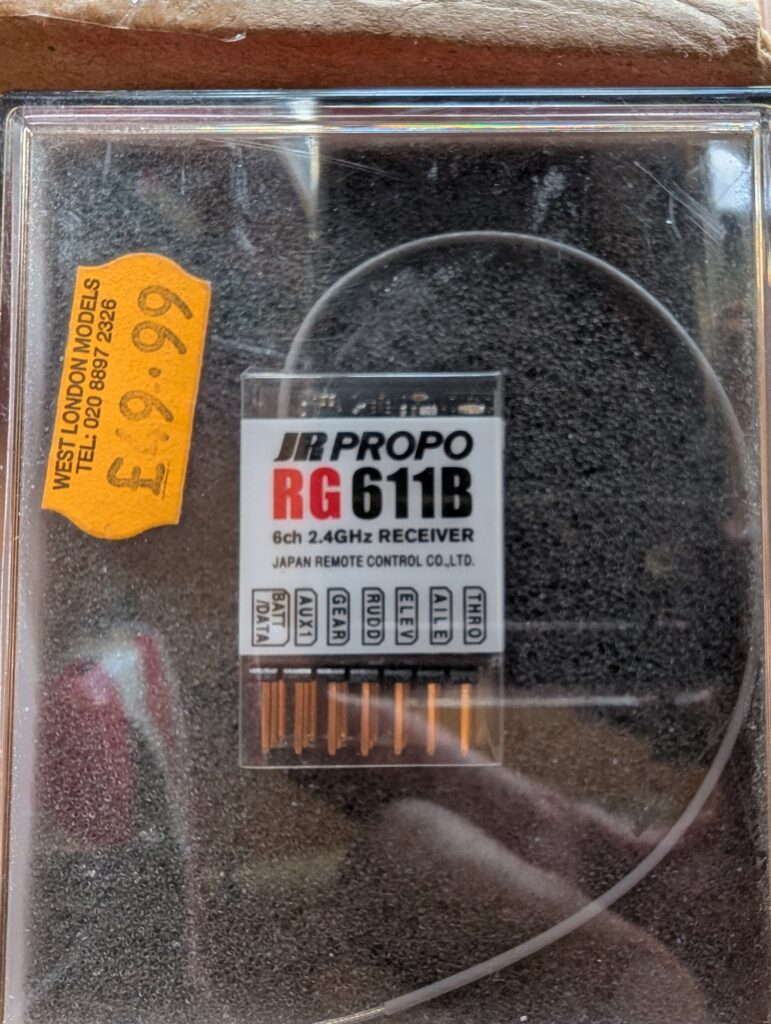 WEST LONDON MODELS
TEL: 020 8897 2326
£49.99
JR PROPO
RG 611B
6ch 2.4GHz RECEIVER
JAPAN REMOTE CONTROL CO.,LTD.
BATT /DATA
AUX1
GEAR
RUDD
ELEV
AILE
THRO